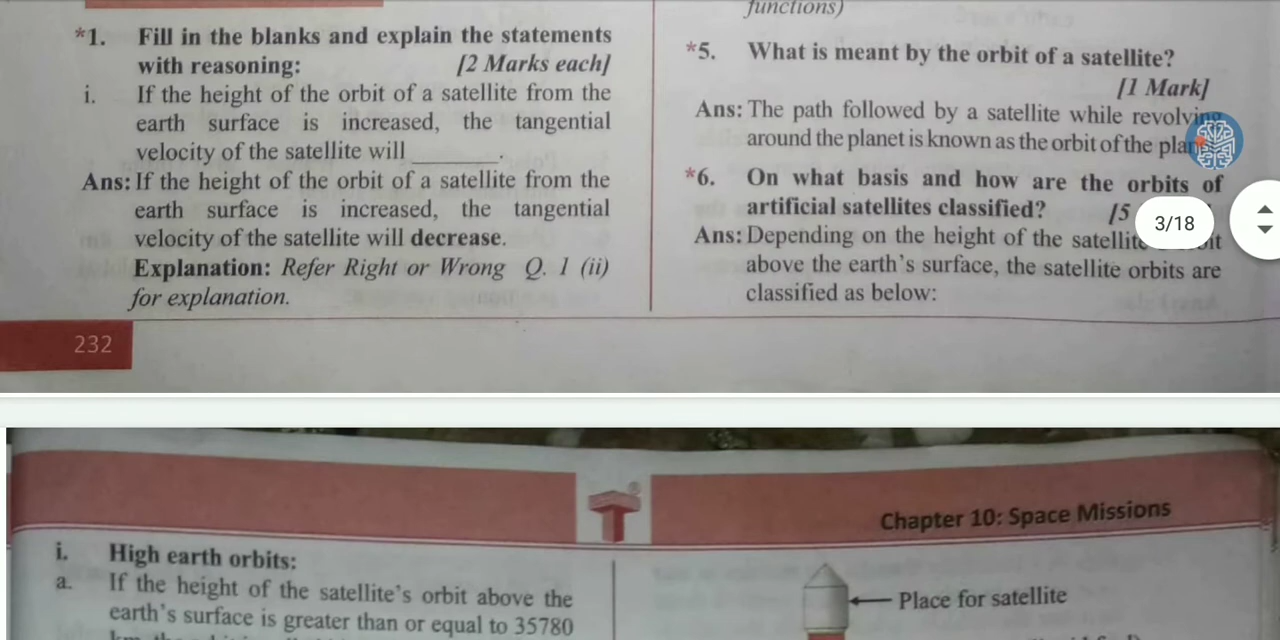 *1. Fill in the blanks and explain the statements
with reasoning: [2 Marks each]
i. If the height of the orbit of a satellite from the
earth surface is increased, the tangential
velocity of the satellite will ________.
Ans: If the height of the orbit of a satellite from the
earth surface is increased, the tangential
velocity of the satellite will decrease.
Explanation: Refer Right or Wrong Q. 1 (ii)
for explanation.
232
functions)
*5. What is meant by the orbit of a satellite?
[1 Mark]
Ans: The path followed by a satellite while revolving
around the planet is known as the orbit of the
*6. On what basis and how are the orbits of
artificial satellites classified? [5
Ans: Depending on the height of the satellite
above the earth's surface, the satellite orbits are
classified as below:
3/18
T
Chapter 10: Space Missions
i. High earth orbits:
a. If the height of the satellite's orbit above the
earth's surface is greater than or equal to 35780
Place for satellite